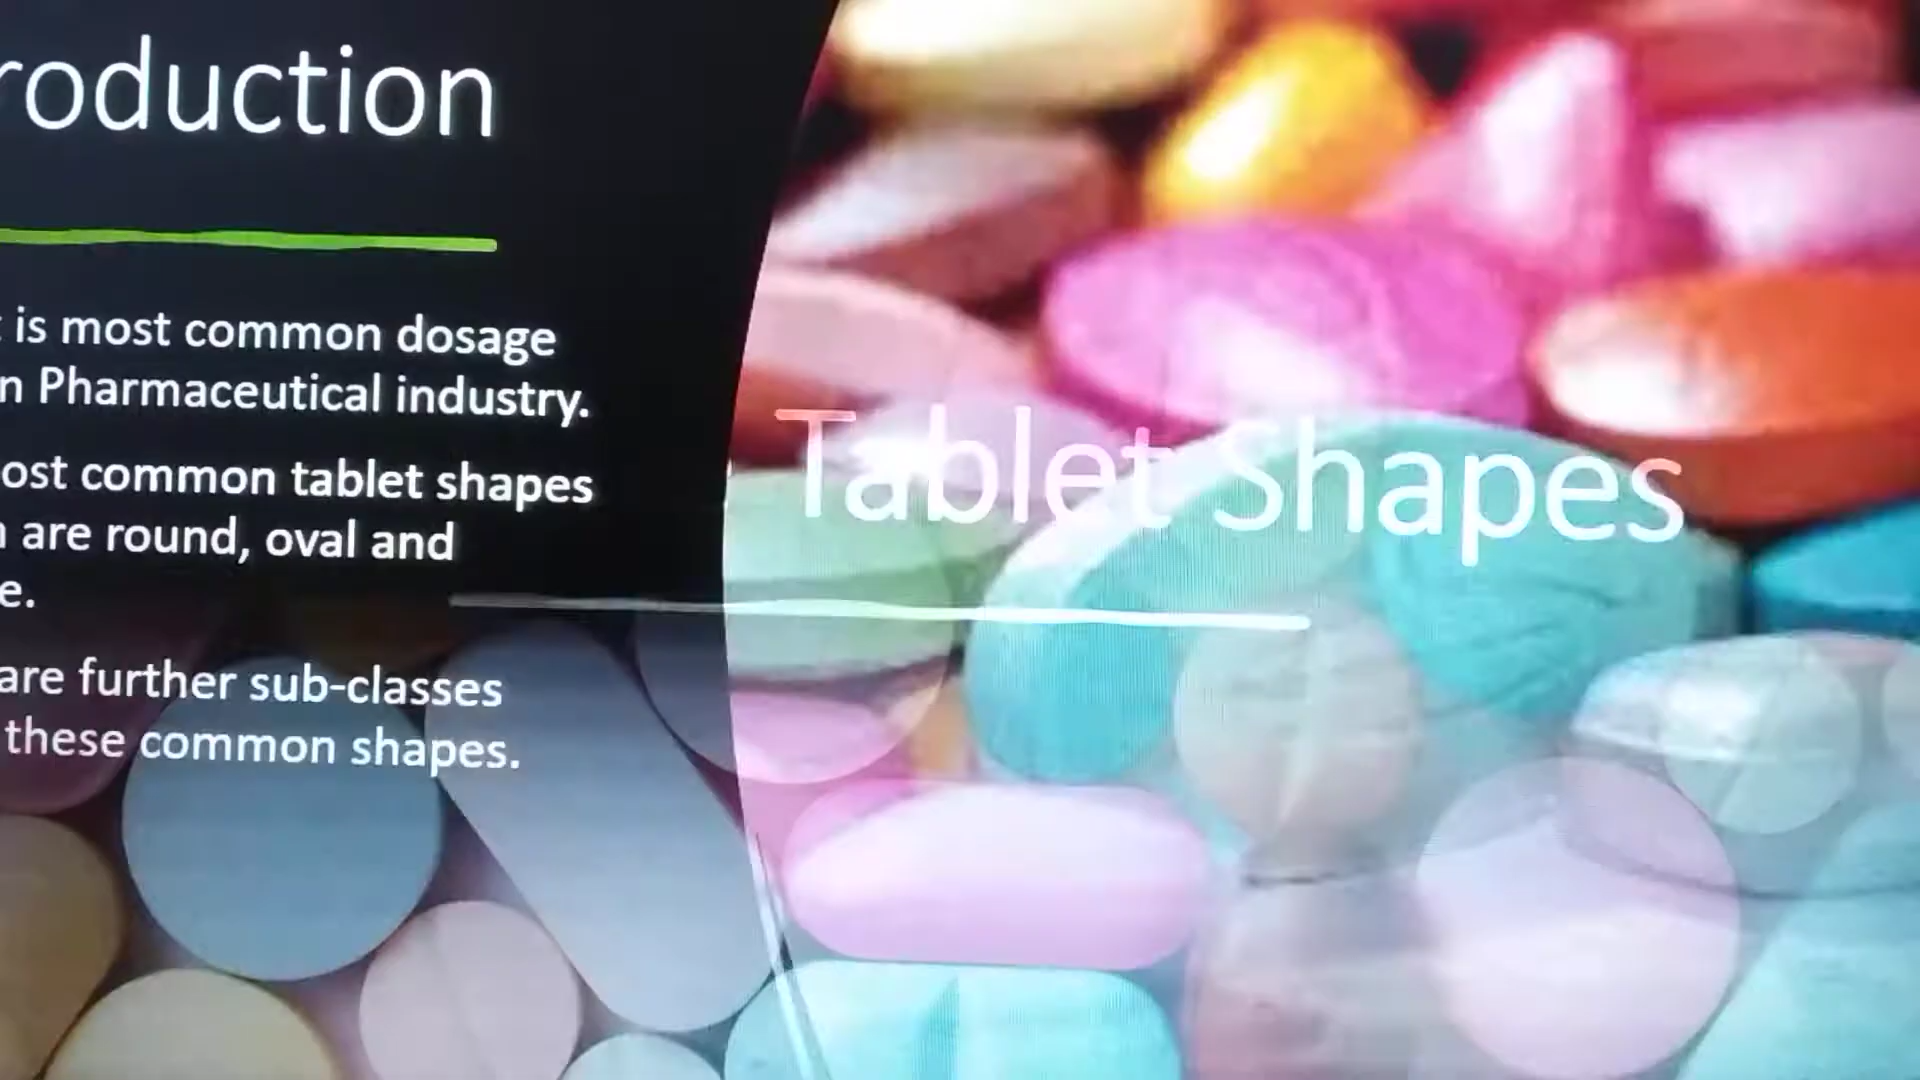 roduction
is most common dosage
n Pharmaceutical industry.
Tablet Shapes
ost common tablet shapes
are round, oval and
e.
are further sub-classes
these common shapes.